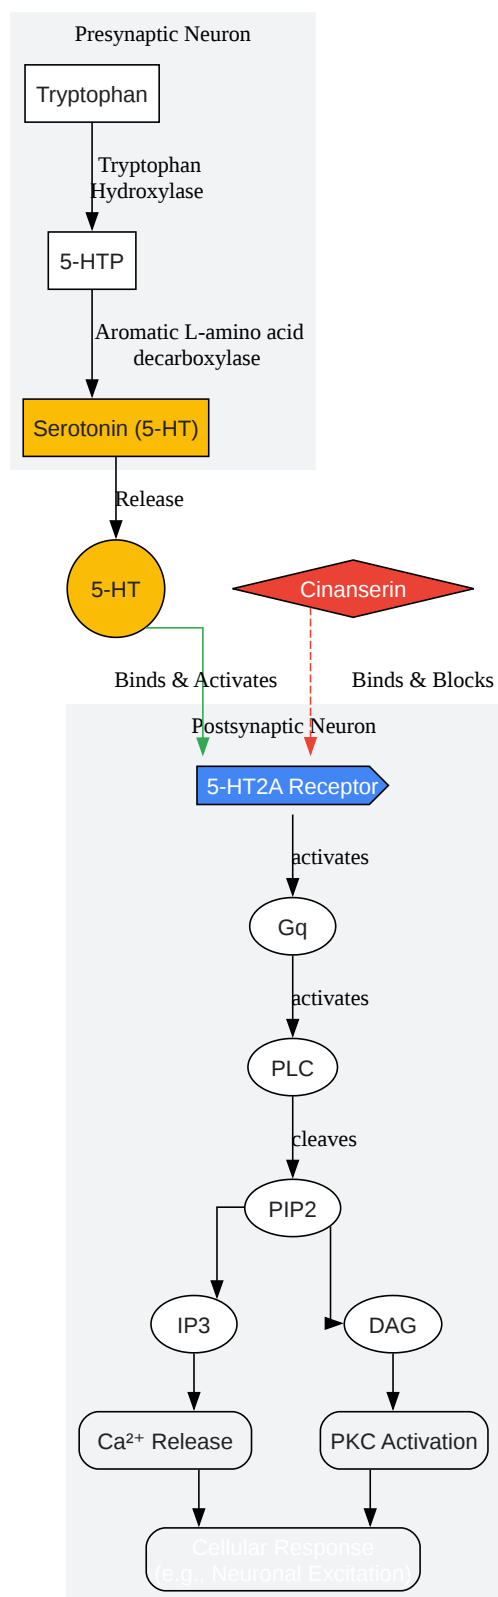 Presynaptic Neuron
Tryptophan
Tryptophan
Hydroxylase
5-HTP
Aromatic L-amino acid
decarboxylase
Serotonin (5-HT)
Release
5-HT
Cinanserin
Binds & Activates
Binds & Blocks
Postsynaptic Neuron
5-HT2A Receptor
activates
Gq
activates
PLC
cleaves
PIP2
IP3
DAG
Ca²⁺ Release
PKC Activation
Cellular Response
(e.g., Neuronal Excitation)